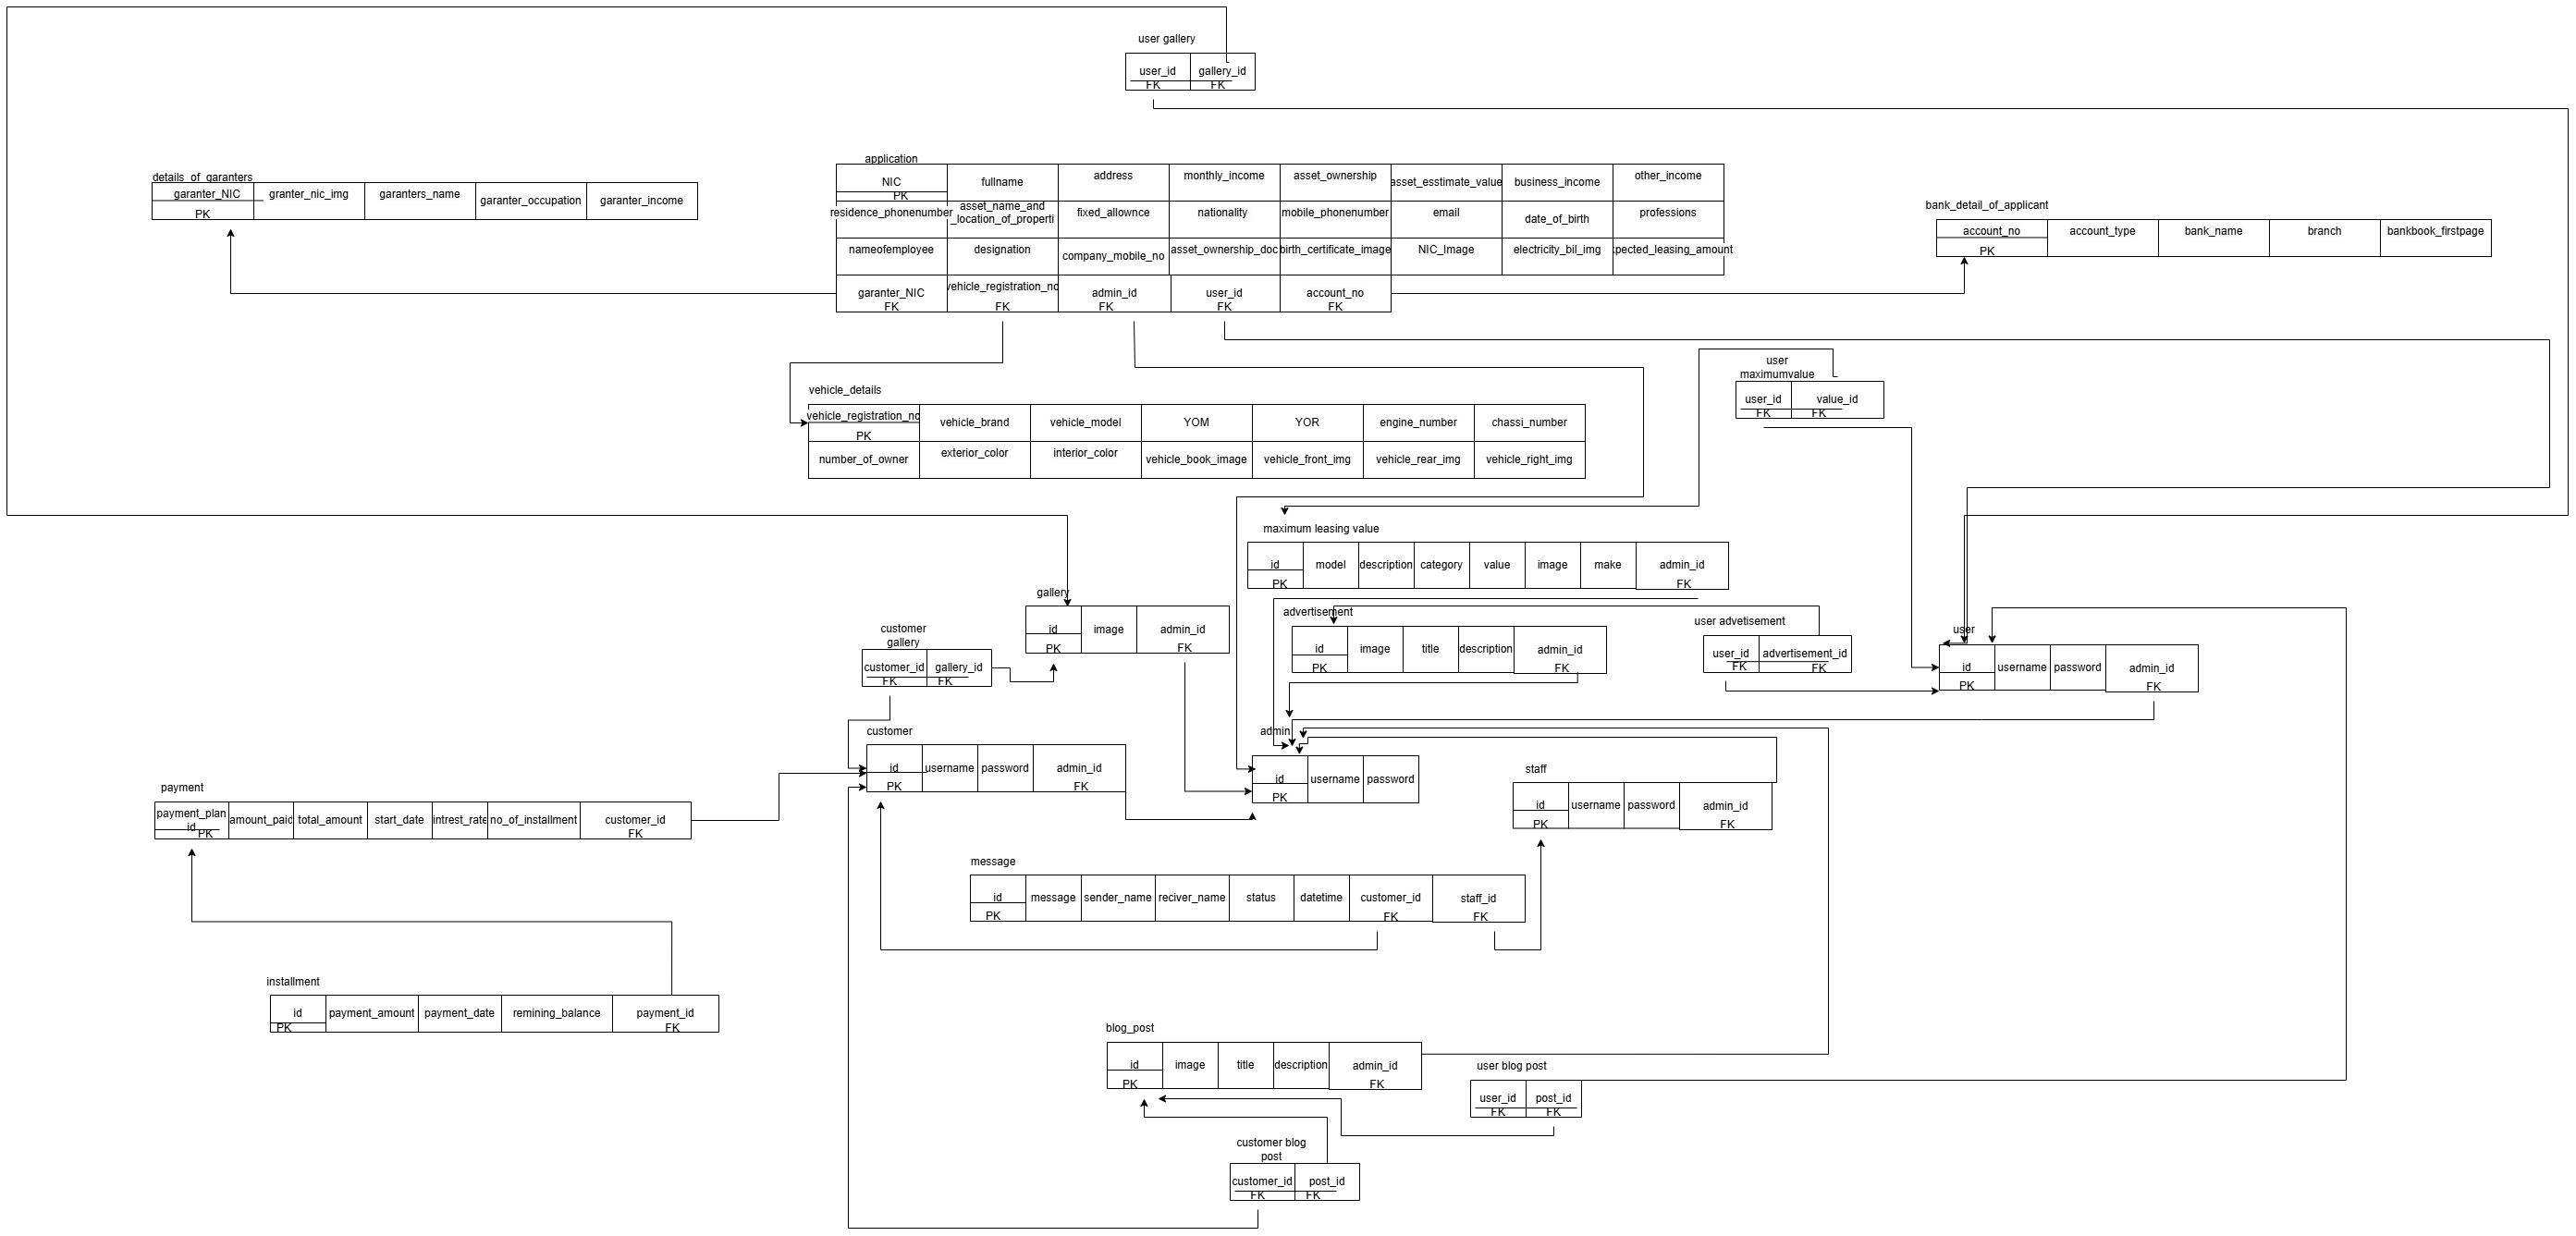 user gallery
user_id gallery_id
FK FK
application
NIC fullname address monthly_income asset_ownership asset_esstimate_value business_income other_income
PK
residence_phonenumber asset_name_and
_location_of_properti fixed_allownce nationality mobile_phonenumber email date_of_birth professions
nameofemployee designation company_mobile_no asset_ownership_doc birth_certificate_image NIC_Image electricity_bil_img pected_leasing_amount
garanter_NIC vehicle_registration_no admin_id user_id account_no
FK FK FK FK FK
details_of_garanters
garanter_NIC granter_nic_img garanters_name garanter_occupation garanter_income
PK
bank_detail_of_applicant
account_no account_type bank_name branch bankbook_firstpage
PK
user
maximumvalue
user_id value_id
FK FK
vehicle_details
vehicle_registration_no vehicle_brand vehicle_model YOM YOR engine_number chassi_number
PK
number_of_owner exterior_color interior_color vehicle_book_image vehicle_front_img vehicle_rear_img vehicle_right_img
maximum leasing value
id model description category value image make admin_id
PK FK
gallery
id image admin_id
PK FK
customer
gallery
customer_id gallery_id
FK FK
advertisement
id image title description admin_id
PK FK
user advetisement
user_id advertisement_id
FK FK
user
id username password admin_id
PK FK
customer
id username password admin_id
PK FK
admin
id username password
PK
staff
id username password admin_id
PK FK
payment
payment_plan
id amount_paid total_amount start_date intrest_rate no_of_installment customer_id
PK FK
message
id message sender_name reciver_name status datetime customer_id staff_id
PK FK FK
installment
id payment_amount payment_date remining_balance payment_id
PK FK
blog_post
id image title description admin_id
PK FK
user blog post
user_id post_id
FK FK
customer blog
post
customer_id post_id
FK FK